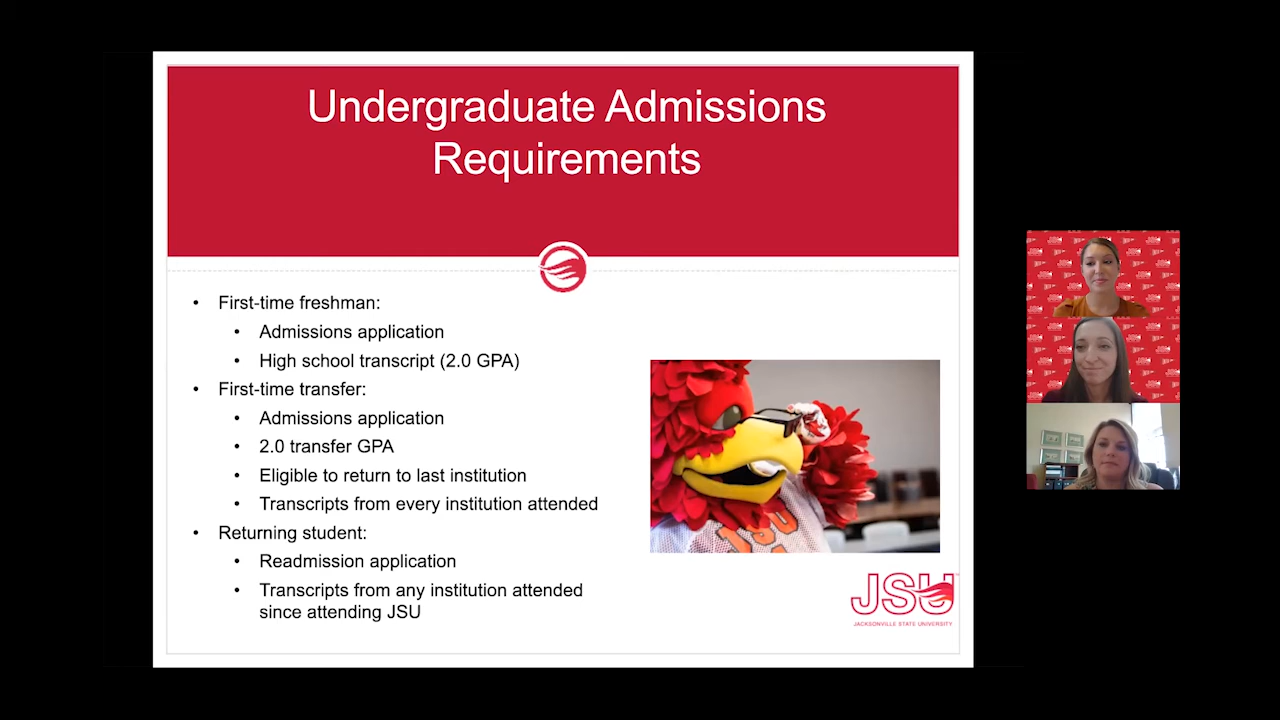 Undergraduate Admissions
Requirements
• First-time freshman:
• Admissions application
• High school transcript (2.0 GPA)
• First-time transfer:
• Admissions application
• 2.0 transfer GPA
• Eligible to return to last institution
• Transcripts from every institution attended
• Returning student:
• Readmission application
• Transcripts from any institution attended
since attending JSU
JSU
JSU
JACKSONVILLE STATE UNIVERSITY